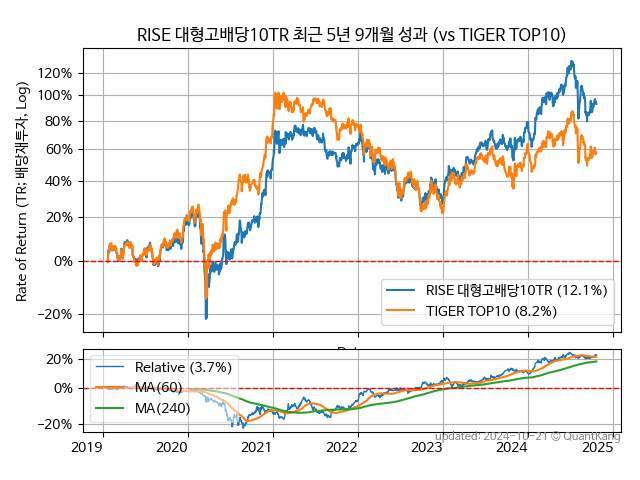 RISE 대형고배당10TR 최근 5년 9개월 성과 (vs TIGER TOP10)
Rate of Return (TR: 배당재투자, Log)
120%
100%
80%
60%
40%
20%
0%
−20%
RISE 대형고배당10TR (12.1%)
TIGER TOP10 (8.2%)
20%
0%
−20%
Relative (3.7%)
MA(60)
MA(240)
2019 2020 2021 2022 2023 2024 2025
updated: 2024-10-21 © QuantKang